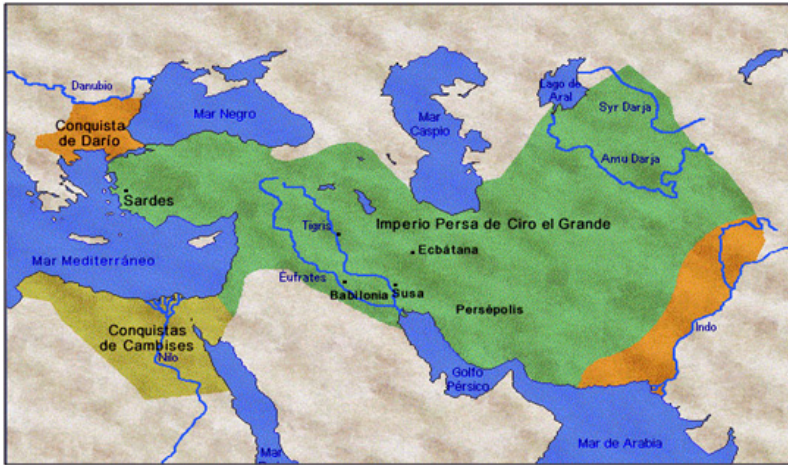 Danubio
Mar Negro
Conquista
de Darío
Mar
Caspio
Lago de
Aral
Syr Darja
Amu Darja
Sardes
Tigris
Imperio Persa de Ciro el Grande
Ecbátana
Mar Mediterráneo
Éufrates
Babilonia
Susa
Persépolis
Conquistas
de Cambises
Nilo
Indo
Golfo
Pérsico
Mar de Arabia
Mar